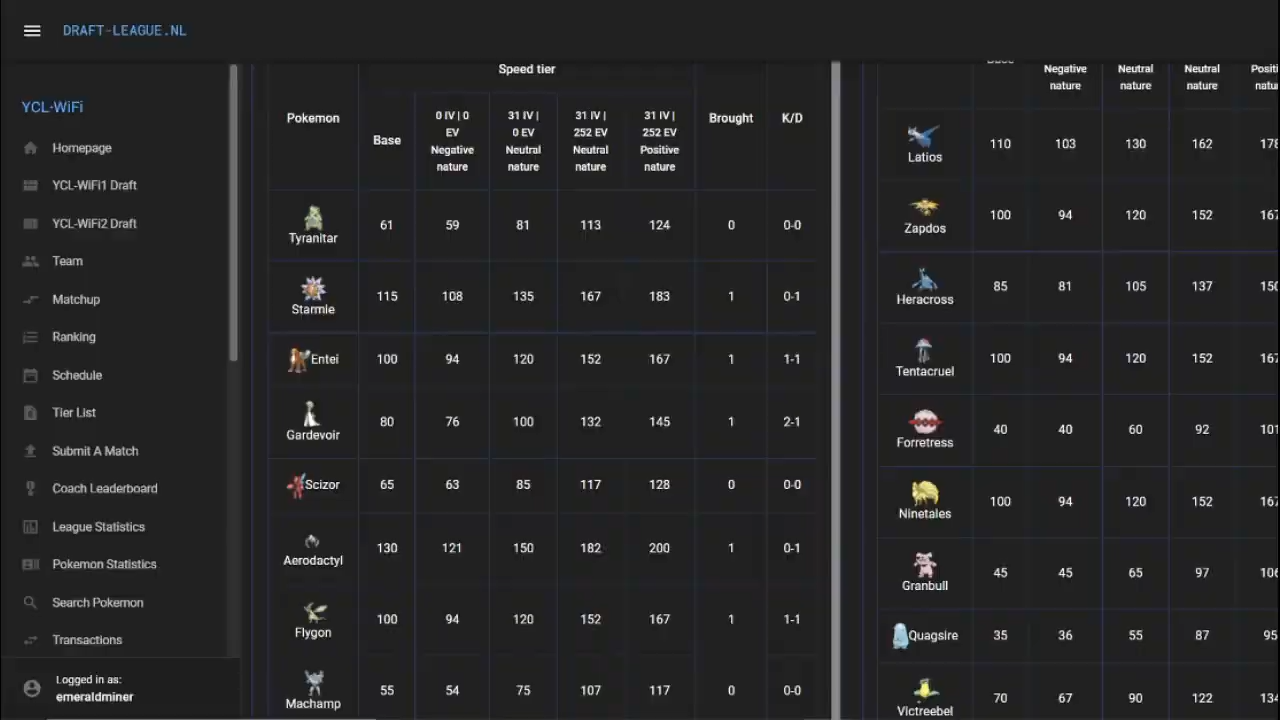 DRAFT-LEAGUE.NL
YCL-WiFi
Homepage
YCL-WiFi1 Draft
YCL-WiFi2 Draft
Team
Matchup
Ranking
Schedule
Tier List
Submit A Match
Coach Leaderboard
League Statistics
Pokemon Statistics
Search Pokemon
Transactions
Logged in as:
emeraldminer
Speed tier
Pokemon
Base
0 IV | 0
EV
Negative
nature
31 IV |
0 EV
Neutral
nature
31 IV |
252 EV
Neutral
nature
31 IV |
252 EV
Positive
nature
Brought
K/D
Tyranitar 61 59 81 113 124 0 0-0
Starmie 115 108 135 167 183 1 0-1
Entei 100 94 120 152 167 1 1-1
Gardevoir 80 76 100 132 145 1 2-1
Scizor 65 63 85 117 128 0 0-0
Aerodactyl 130 121 150 182 200 1 0-1
Flygon 100 94 120 152 167 1 1-1
Machamp 55 54 75 107 117 0 0-0
Negative
nature
Neutral
nature
Neutral
nature
Latios 110 103 130 162 178
Zapdos 100 94 120 152 167
Heracross 85 81 105 137 150
Tentacruel 100 94 120 152 167
Forretress 40 40 60 92 101
Ninetales 100 94 120 152 167
Granbull 45 45 65 97 106
Quagsire 35 36 55 87 95
Victreebel 70 67 90 122 134